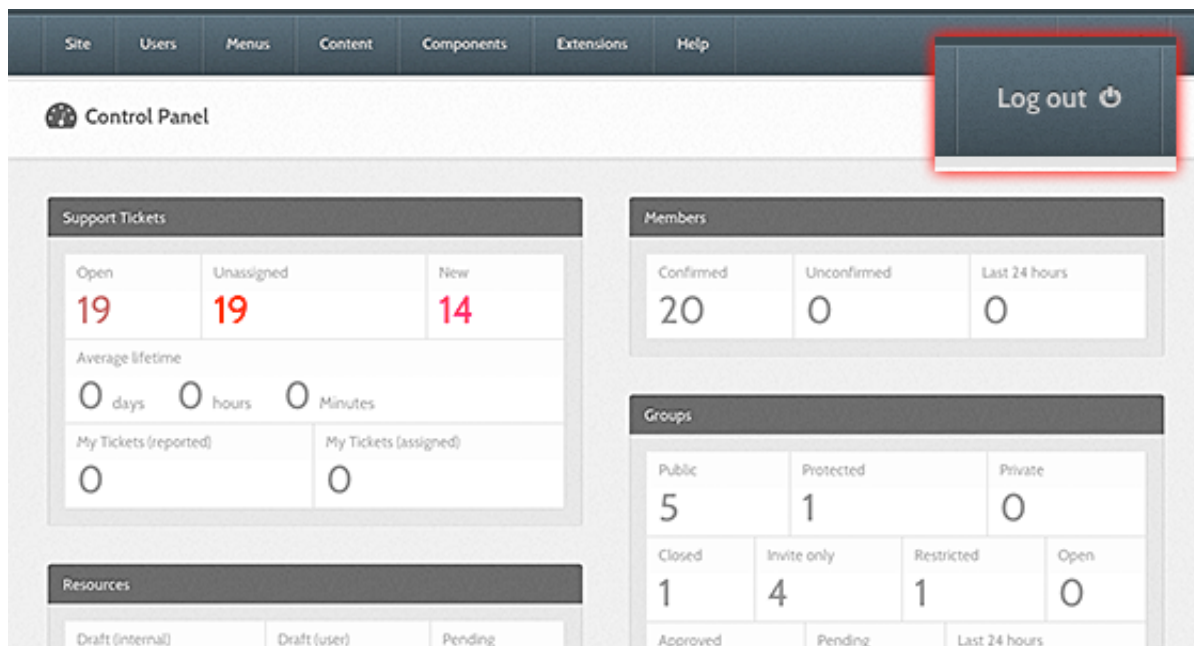 Site Users Menus Content Components Extensions Help
Log out
Control Panel
Support Tickets
Open Unassigned New
19 19 14
Average lifetime
0 days 0 hours 0 Minutes
My Tickets (reported) My Tickets (assigned)
0 0
Resources
Draft (internal) Draft (user) Pending
Members
Confirmed Unconfirmed Last 24 hours
20 0 0
Groups
Public Protected Private
5 1 0
Closed Invite only Restricted Open
1 4 1 0
Approved Pending Last 24 hours